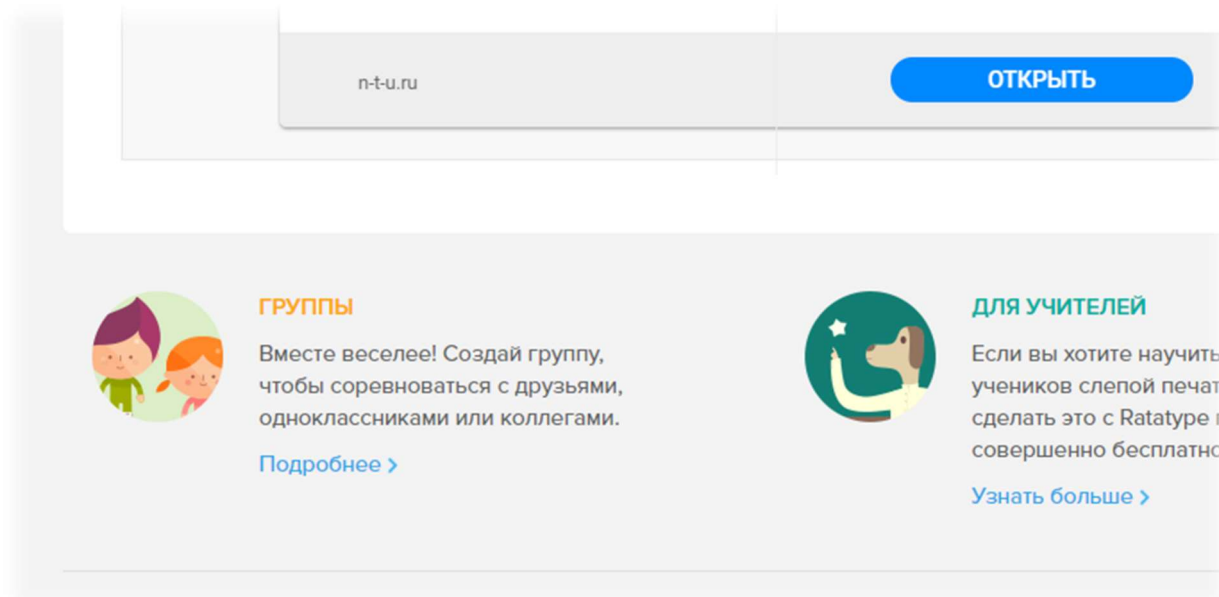 n-t-u.ru
ОТКРЫТЬ
ГРУППЫ
Вместе веселее! Создай группу,
чтобы соревноваться с друзьями,
одноклассниками или коллегами.
Подробнее >
ДЛЯ УЧИТЕЛЕЙ
Если вы хотите научить
учеников слепой печат
сделать это с Ratatype
совершенно бесплатно
Узнать больше >